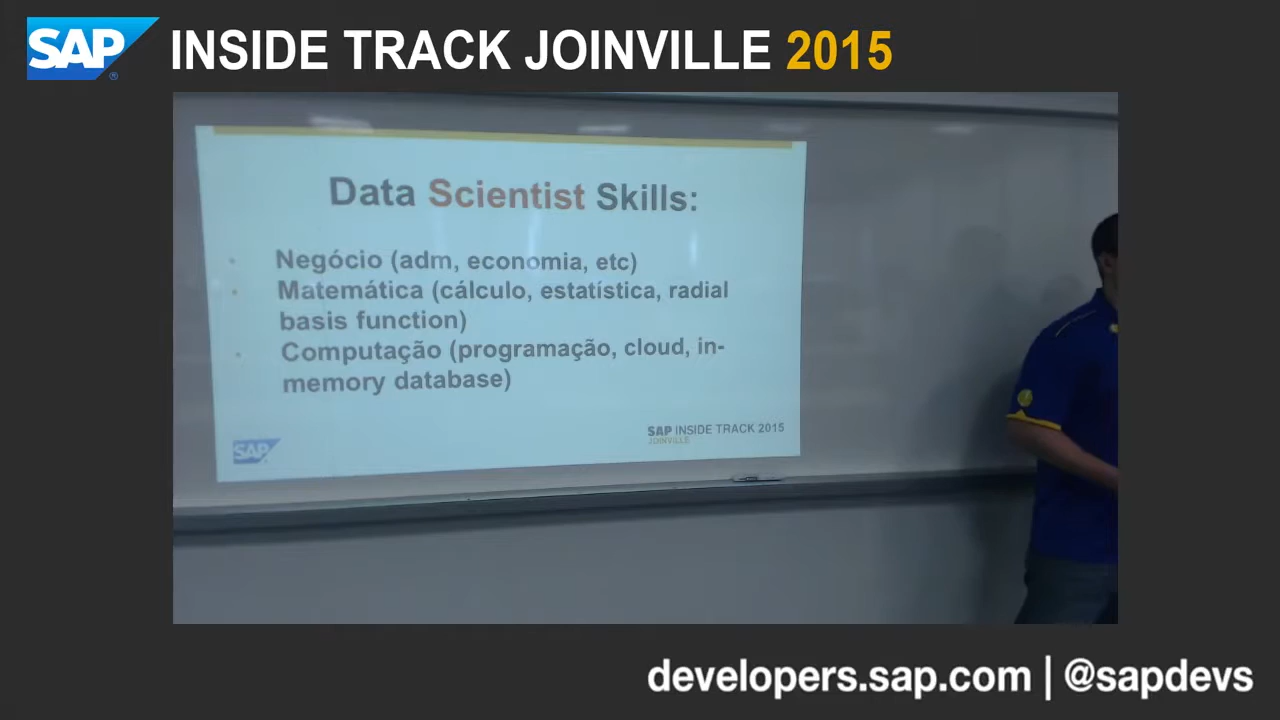 SAP INSIDE TRACK JOINVILLE 2015
Data Scientist Skills:
Negócio (adm, economia, etc)
Matemática (cálculo, estatística, radial
basis function)
Computação (programação, cloud, in-
memory database)
SAP
SAP INSIDE TRACK 2015
JOINVILLE
developers.sap.com | @sapdevs